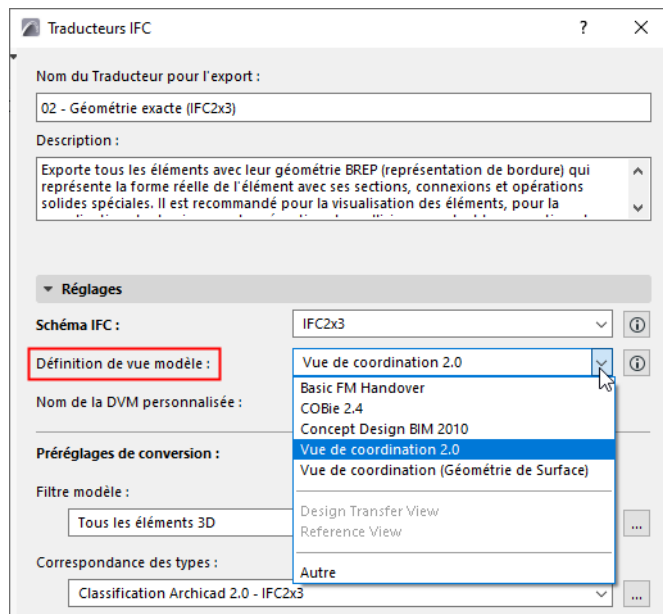 Traducteurs IFC
Nom du Traducteur pour l'export :
02 - Géométrie exacte (IFC2x3)
Description :
Exporte tous les éléments avec leur géométrie BREP (représentation de bordure) qui
représente la forme réelle de l'élément avec ses sections, connexions et opérations
solides spéciales. Il est recommandé pour la visualisation des éléments, pour la
Réglages
Schéma IFC :
IFC2x3
Définition de vue modèle :
Vue de coordination 2.0
Nom de la DVM personnalisée :
Basic FM Handover
COBie 2.4
Concept Design BIM 2010
Vue de coordination 2.0
Vue de coordination (Géométrie de Surface)
Design Transfer View
Reference View
Autre
Préréglages de conversion :
Filtre modèle :
Tous les éléments 3D
...
Correspondance des types :
Classification Archicad 2.0 - IFC2x3
...